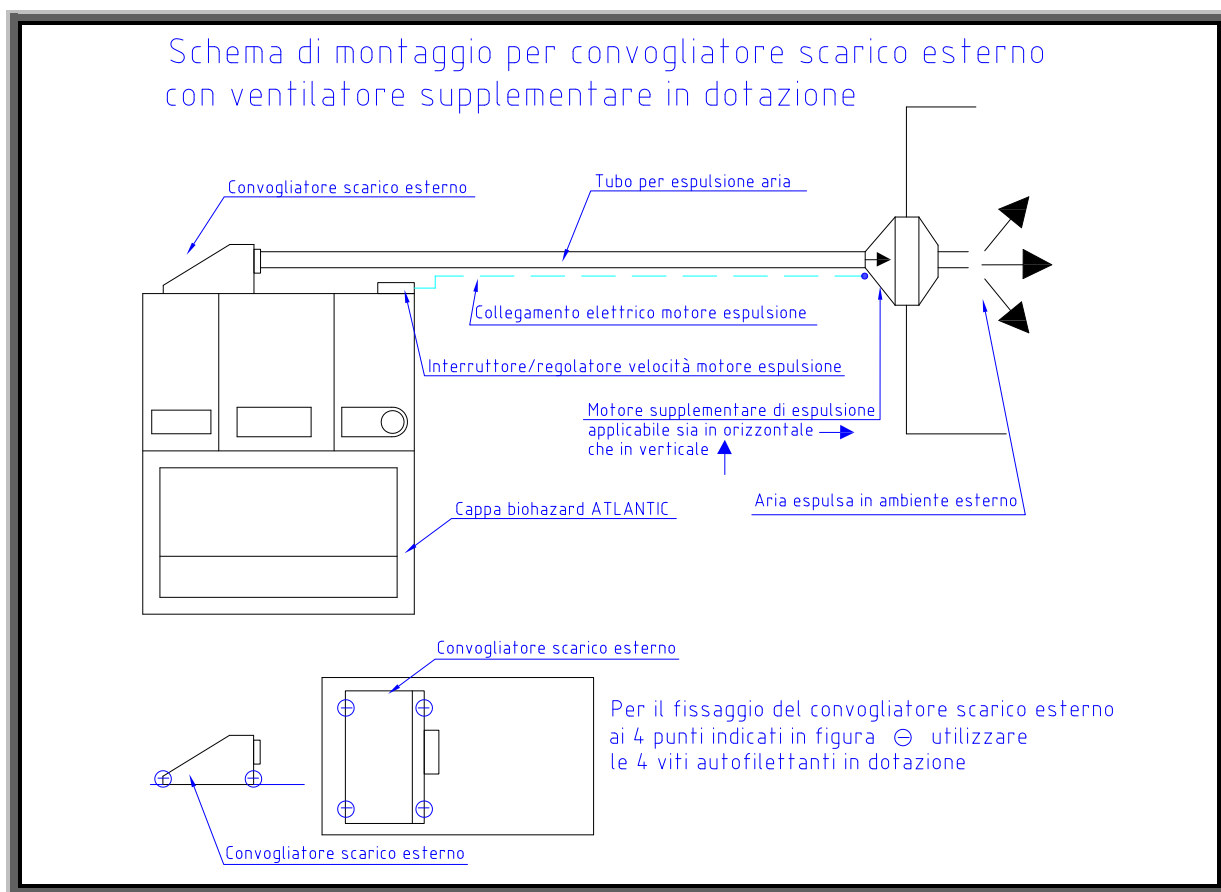 Schema di montaggio per convogliatore scarico esterno
con ventilatore supplementare in dotazione
Convogliatore scarico esterno
Tubo per espulsione aria
Collegamento elettrico motore espulsione
Interruttore/regolatore velocità motore espulsione
Motore supplementare di espulsione
applicabile sia in orizzontale
che in verticale
Aria espulsa in ambiente esterno
Cappa biohazard ATLANTIC
Convogliatore scarico esterno
Per il fissaggio del convogliatore scarico esterno
ai 4 punti indicati in figura ⊖ utilizzare
le 4 viti autofilettanti in dotazione
Convogliatore scarico esterno